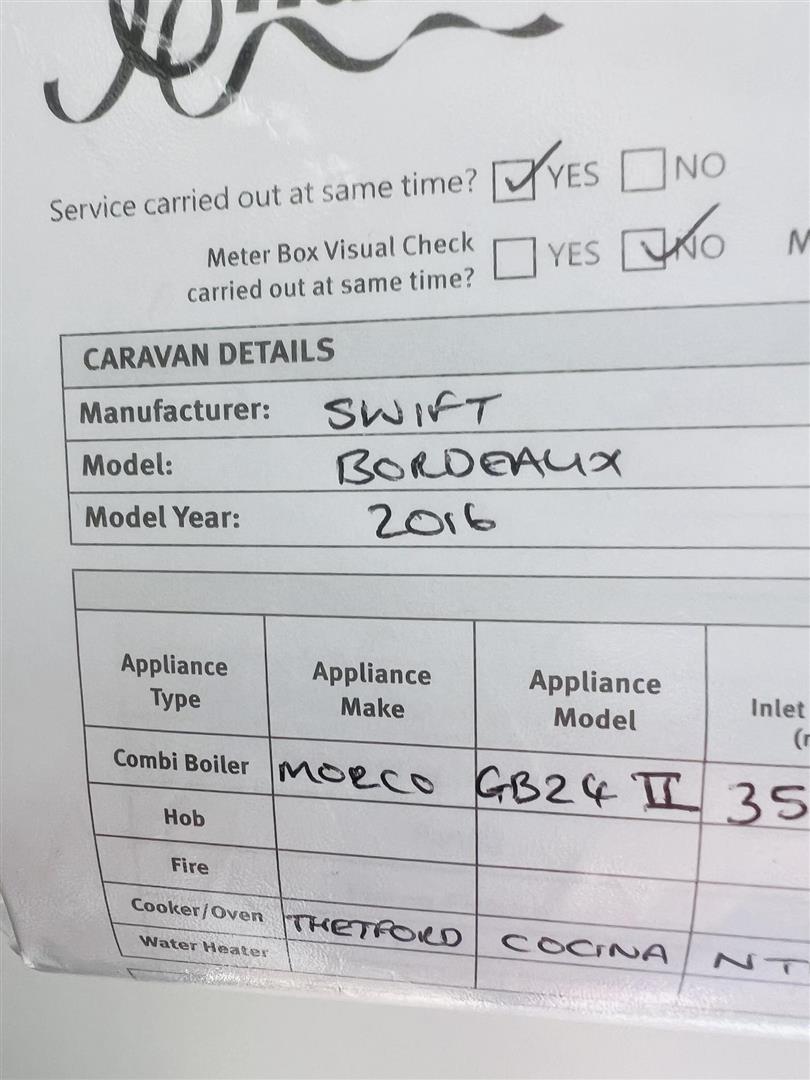 Service carried out at same time? YES NO
Meter Box Visual Check
carried out at same time? YES NO
CARAVAN DETAILS
Manufacturer: SWIFT
Model: BORDEAUX
Model Year: 2016
Appliance Type Appliance Make Appliance Model Inlet
Combi Boiler MORCO GB24 II 35
Hob
Fire
Cooker/Oven THETFORD COCINA NT
Water Heater